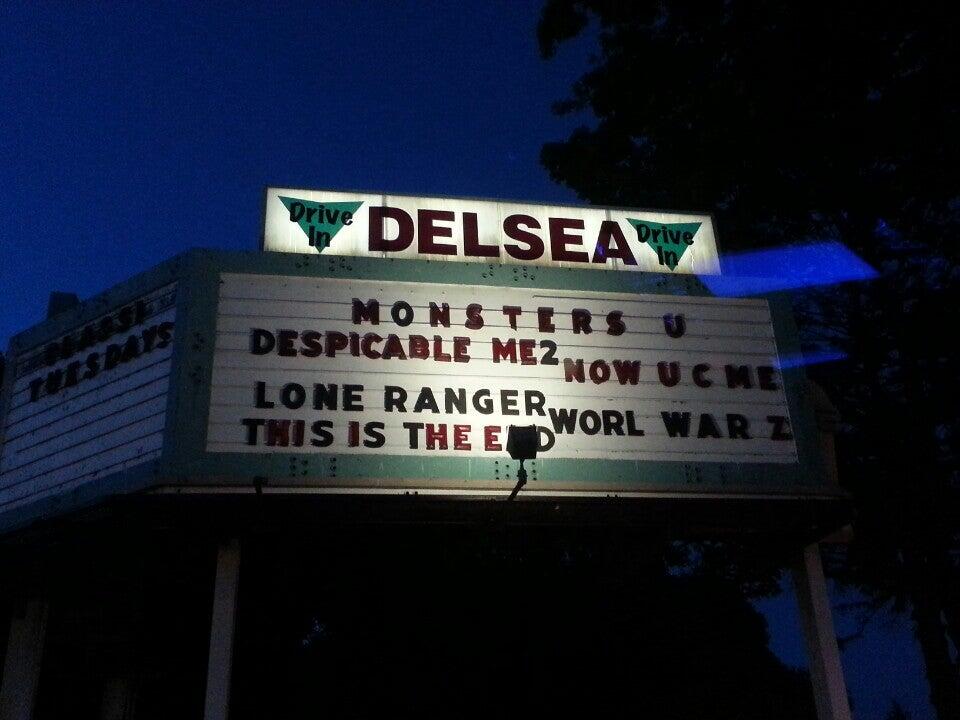 Drive In DELSEA Drive In
MONSTERS U
DESPICABLE ME2
NOW U C ME
LONE RANGER
WORL WAR Z
THIS IS THE END
TUESDAYS